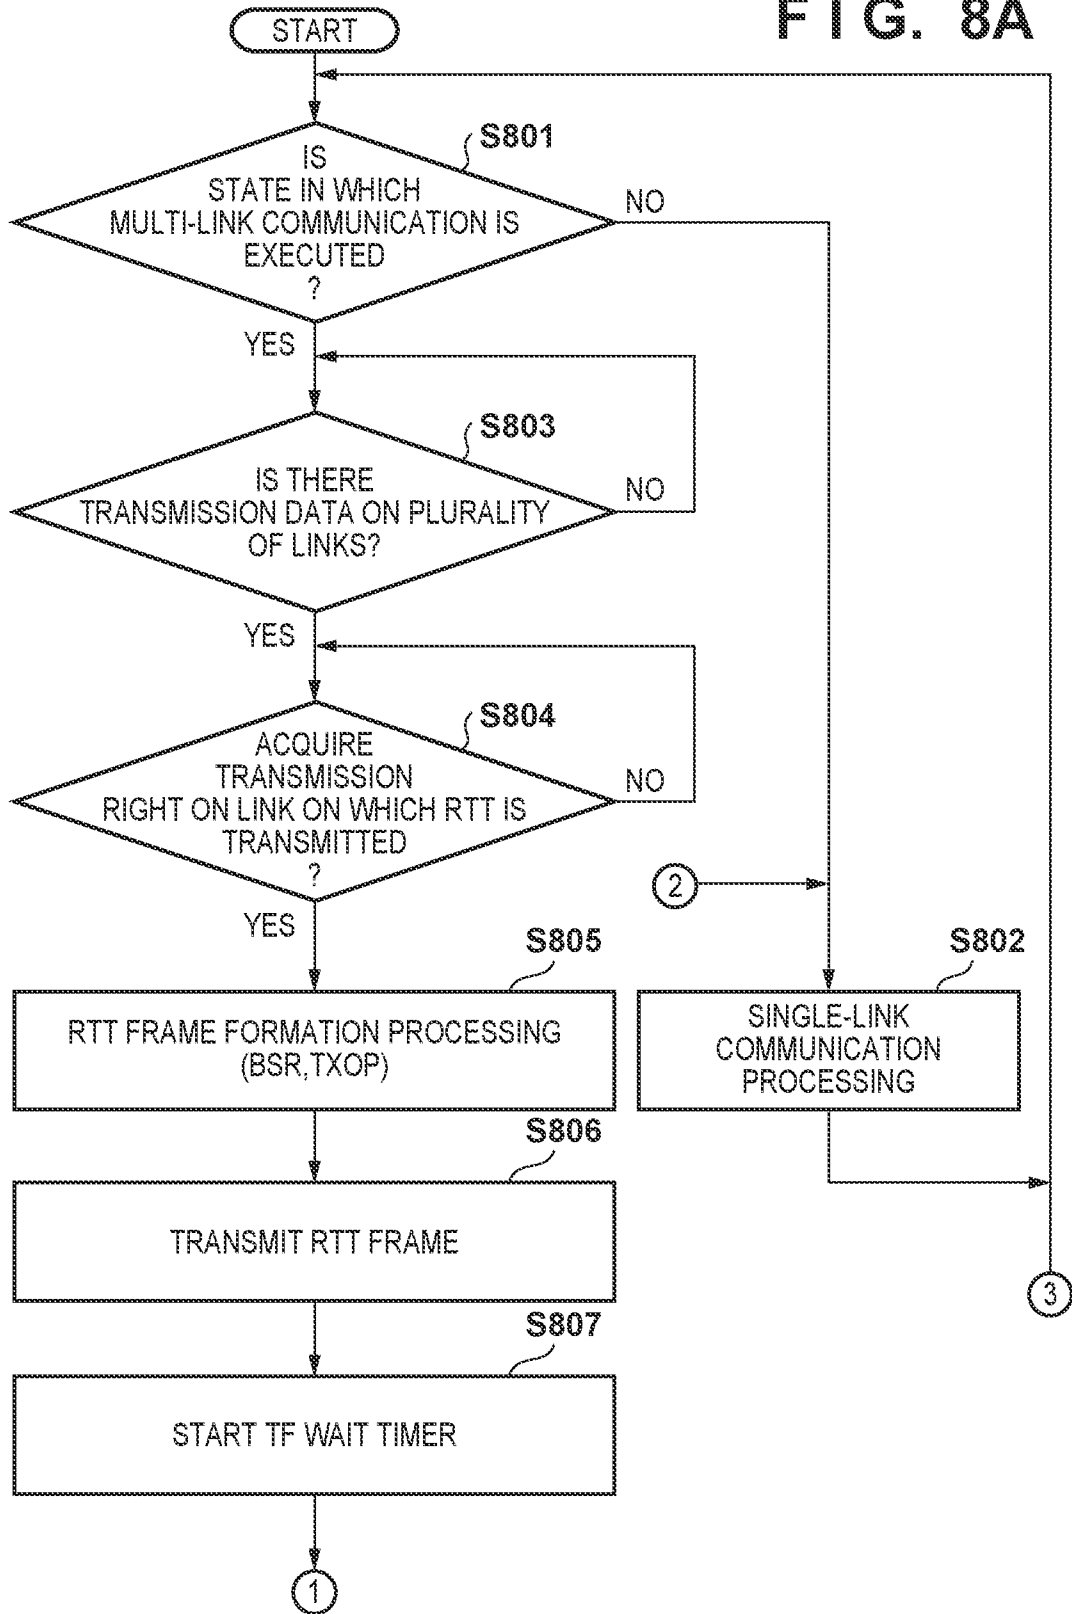 FIG. 8A
START
S801
IS
STATE IN WHICH
MULTI-LINK COMMUNICATION IS
EXECUTED
?
NO
YES
S803
IS THERE
TRANSMISSION DATA ON PLURALITY
OF LINKS?
NO
YES
S804
ACQUIRE
TRANSMISSION
RIGHT ON LINK ON WHICH RTT IS
TRANSMITTED
?
NO
YES
2
S805
RTT FRAME FORMATION PROCESSING
(BSR,TXOP)
S802
SINGLE-LINK
COMMUNICATION
PROCESSING
S806
TRANSMIT RTT FRAME
3
S807
START TF WAIT TIMER
1